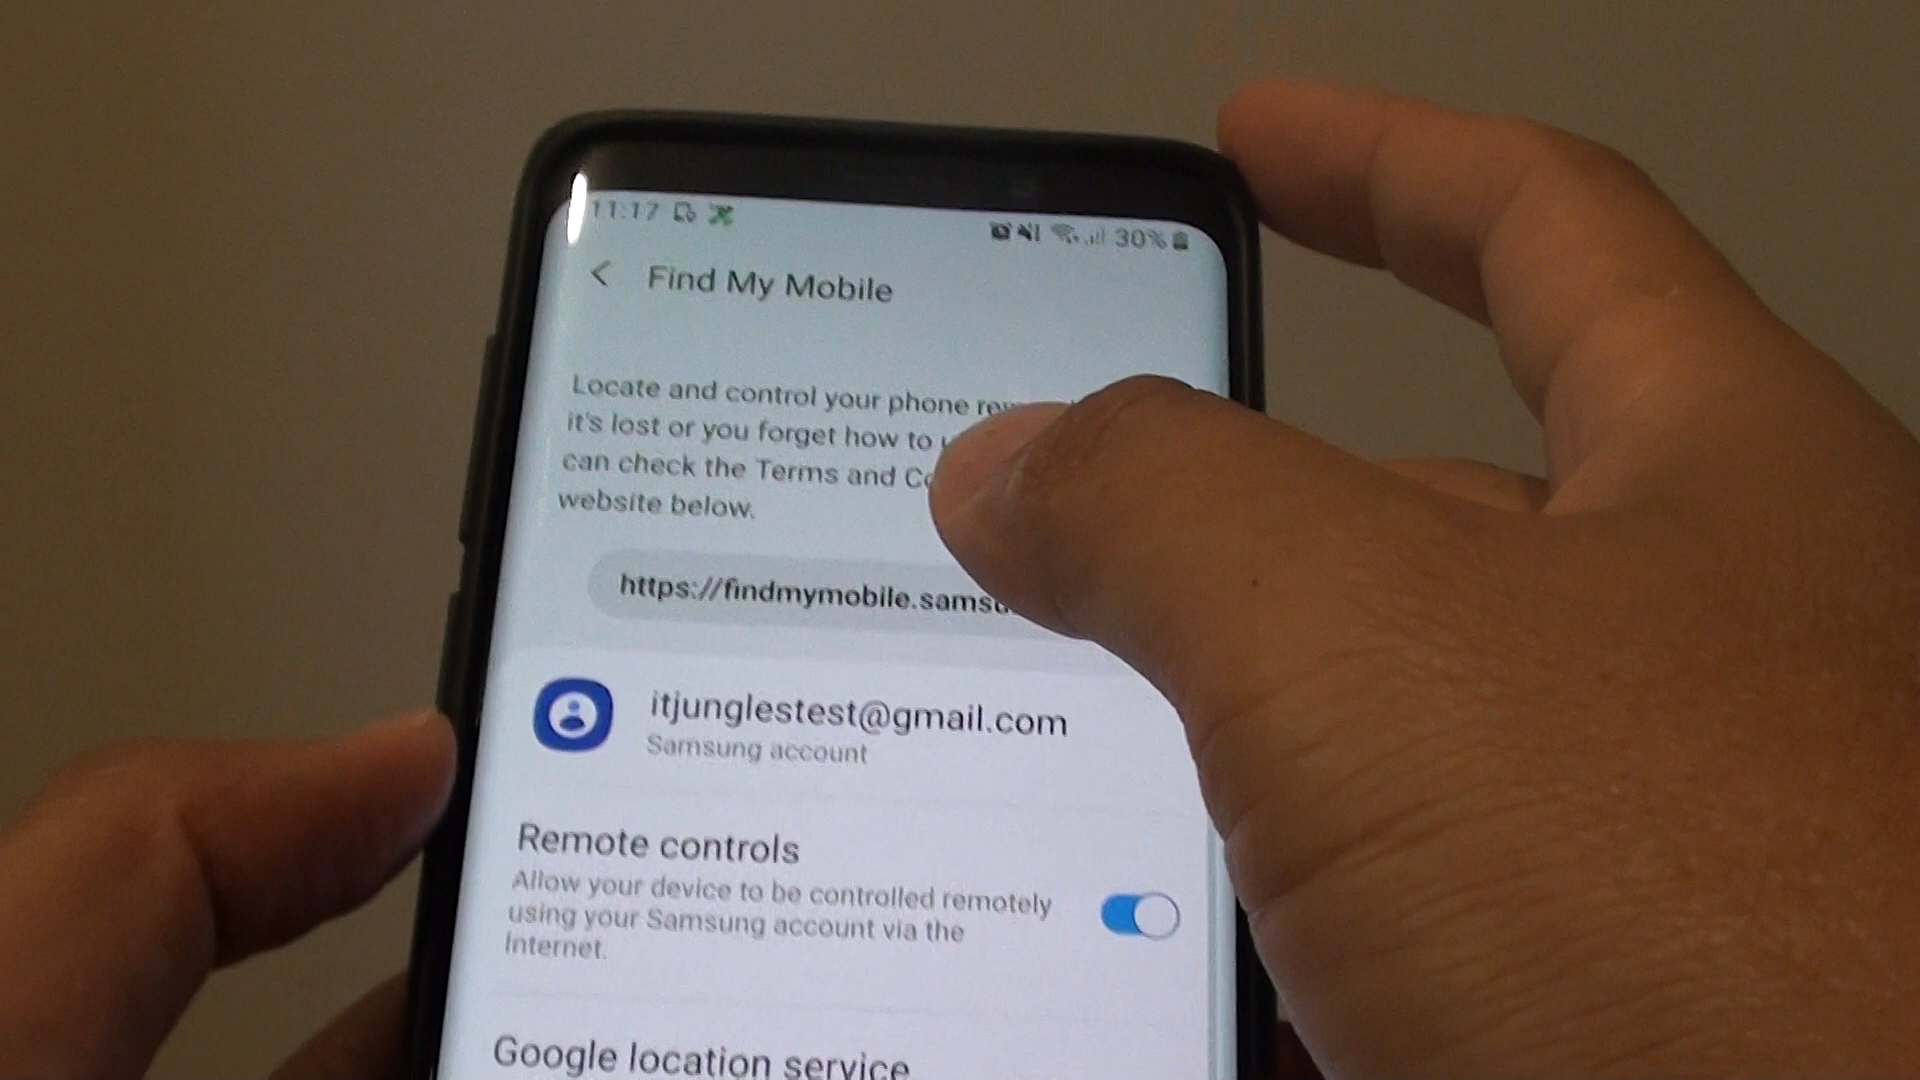 11:17 30%
Find My Mobile
Locate and control your phone
it's lost or you forget how to
can check the Terms and
website below.
https://findmymobile.sams
itjunglestest@gmail.com
Samsung account
Remote controls
Allow your device to be controlled remotely
using your Samsung account via the
Internet.
Google location service